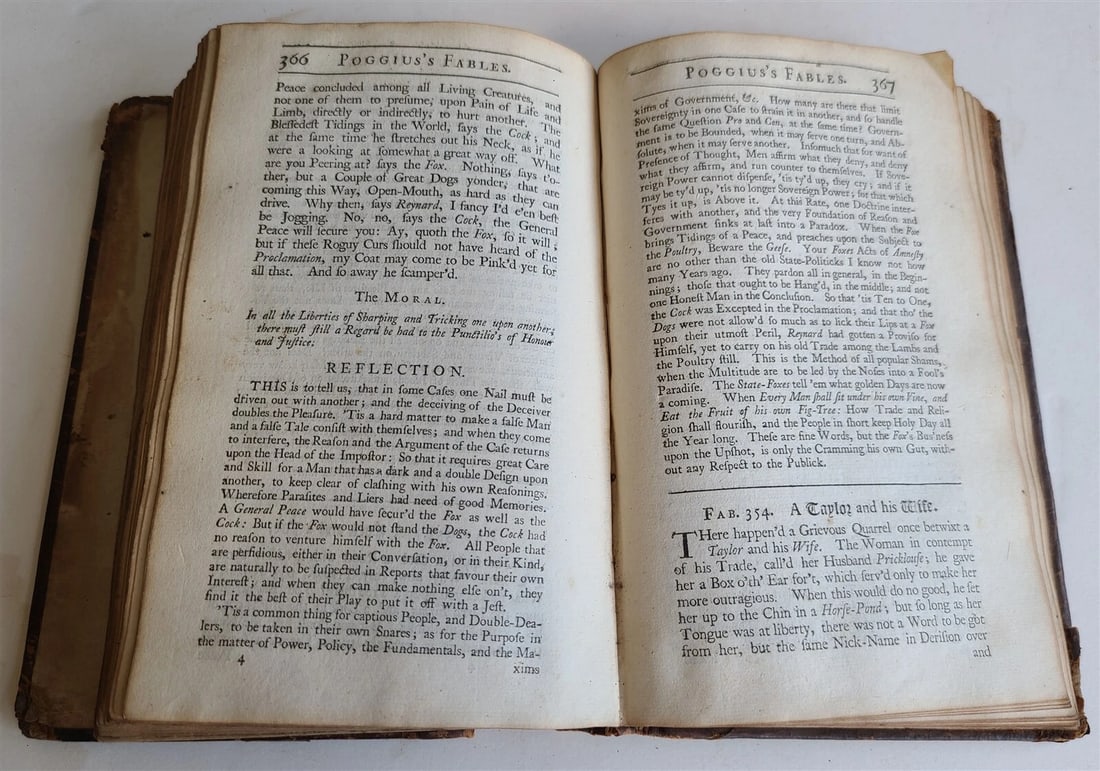 366 POGGIUS'S FABLES.
Peace concluded among all Living Creatures, and
not one of them to preſume, upon Pain of Life and
Limb, directly or indirectly, to hurt another. The
Bleſſedeſt Tidings in the World, ſays the Cock; and
at the ſame time he ſtretches out his Neck, as if he
were a looking at ſomewhat a great way off. What
are you Peering at? ſays the Fox. Nothing, ſays t'o-
ther, but a Couple of Great Dogs yonder, that are
coming this Way, Open-Mouth, as hard as they can
drive. Why then, ſays Reynard, I fancy I'd e'en beſt
be Jogging. No, no, ſays the Cock, the General
Peace will ſecure you: Ay, quoth the Fox, ſo it will;
but if theſe Roguy Curs ſhould not have heard of the
Proclamation, my Coat may come to be Pink'd yet for
all that. And ſo away he ſcamper'd.
The MORAL.
In all the Liberties of Sharping and Tricking one upon another,
there muſt ſtill a Regard be had to the Punctilio's of Honour
and Juſtice.
REFLECTION.
THIS is to tell us, that in ſome Caſes one Nail muſt be
driven out with another; and the deceiving of the Deceiver
doubles the Pleaſure. 'Tis a hard matter to make a falſe Man
and a falſe Tale conſiſt with themſelves; and when they come
to interfere, the Reaſon and the Argument of the Caſe returns
upon the Head of the Impoſtor: So that it requires great Care
and Skill for a Man that has a dark and a double Deſign upon
another, to keep clear of claſhing with his own Reaſonings.
Wherefore Paraſites and Liers had need of good Memories.
A General Peace would have ſecur'd the Fox as well as the
Cock: But if the Fox would not ſtand the Dogs, the Cock had
no reaſon to venture himſelf with the Fox. All People that
are perfidious, either in their Converſation, or in their Kind,
are naturally to be ſuſpected in Reports that favour their own
Intereſt; and when they can make nothing elſe on't, they
find it the beſt of their Play to put it off with a Jeſt.
'Tis a common thing for captious People, and Double-Dea-
lers, to be taken in their own Snares; as for the Purpoſe in
the matter of Power, Policy, the Fundamentals, and the Ma-
4 xims
POGGIUS'S FABLES. 367
xims of Government, &c. How many are there that limit
Sovereignty in one Caſe to ſtrain it in another, and ſo handle
the ſame Queſtion Pro and Con, at the ſame time? Govern-
ment is to be Bounded, when it may ſerve one turn, and Ab-
ſolute, when it may ſerve another. Inſomuch that for want of
Preſence of Thought, Men affirm what they deny, and deny
what they affirm, and run counter to themſelves. If Sove-
reign Power cannot diſpenſe, 'tis ty'd up, they cry; and if it
may be ty'd up, 'tis no longer Sovereign Power; for that which
Tyes it up, is Above it. At this Rate, one Doctrine inter-
feres with another, and the very Foundation of Reaſon and
Government ſinks at laſt into a Paradox. When the Fox
brings Tidings of a Peace, and preaches upon the Subject to
the Poultry, Beware the Geeſe. Your Foxes Acts of Amneſty
are no other than the old State-Politicks I know not how
many Years ago. They pardon all in general, in the Begin-
nings; thoſe that ought to be Hang'd, in the middle; and not
one Honeſt Man in the Concluſion. So that 'tis Ten to One,
the Cock was Excepted in the Proclamation; and that tho' the
Dogs were not allow'd ſo much as to lick their Lips at a Fox
upon their utmoſt Peril, Reynard had gotten a Proviſo for
Himſelf, yet to carry on his old Trade among the Lambs and
the Poultry ſtill. This is the Method of all popular Shams,
when the Multitude are to be led by the Noſes into a Fool's
Paradiſe. The State-Foxes tell 'em what golden Days are now
a coming. When Every Man ſhall ſit under his own Vine, and
Eat the Fruit of his own Fig-Tree: How Trade and Reli-
gion ſhall flouriſh, and the People in ſhort keep Holy Day all
the Year long. Theſe are fine Words, but the Fox's Bus'neſs
upon the Upſhot, is only the Cramming his own Gut, with-
out any Reſpect to the Publick.
FAB. 354. A Taylor and his Wife.
THere happen'd a Grievous Quarrel once betwixt a
Taylor and his Wife. The Woman in contempt
of his Trade, call'd her Husband Prickloufe; he gave
her a Box o'th' Ear for't, which ſerv'd only to make her
more outragious. When this would do no good, he ſet
her up to the Chin in a Horſe-Pond; but ſo long as her
Tongue was at liberty, there was not a Word to be got
from her, but the ſame Nick-Name in Deriſion over
and